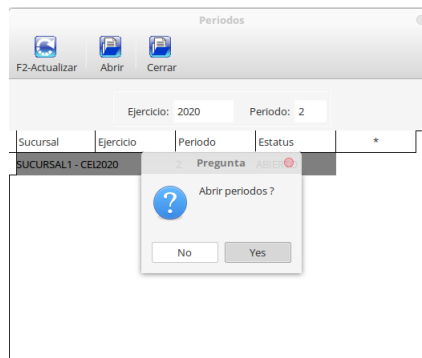 Periodos
F2-Actualizar Abrir Cerrar
Ejercicio: 2020 Periodo: 2
Sucursal Ejercicio Periodo Estatus *
SUCURSAL1 - CEI2020 2 ABIERTO
Pregunta
Abrir periodos ?
No Yes